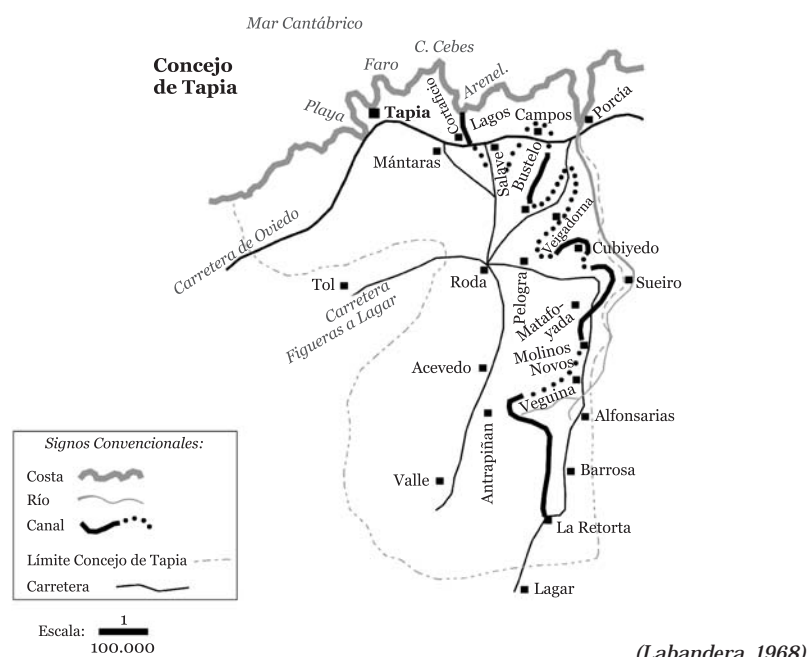 Mar Cantábrico
C. Cebes
Faro
Concejo
de Tapia
Arenel.
Playa
Tapia
Cortaficio
Lagos
Campos
Porcia
Mántaras
Salave
Bustelo
Veigadorna
Carretera de Oviedo
Cubiyedo
Tol
Roda
Pelogra
Sueiro
Carretera
Figueras a Lagar
Matafo-
yada
Molinos
Novos
Acevedo
Veguina
Alfonsarias
Antrapiñan
Signos Convencionales:
Costa
Río
Canal
Límite Concejo de Tapia
Carretera
Valle
Barrosa
La Retorta
Lagar
Escala:
1
100.000
(Labandera, 1968)